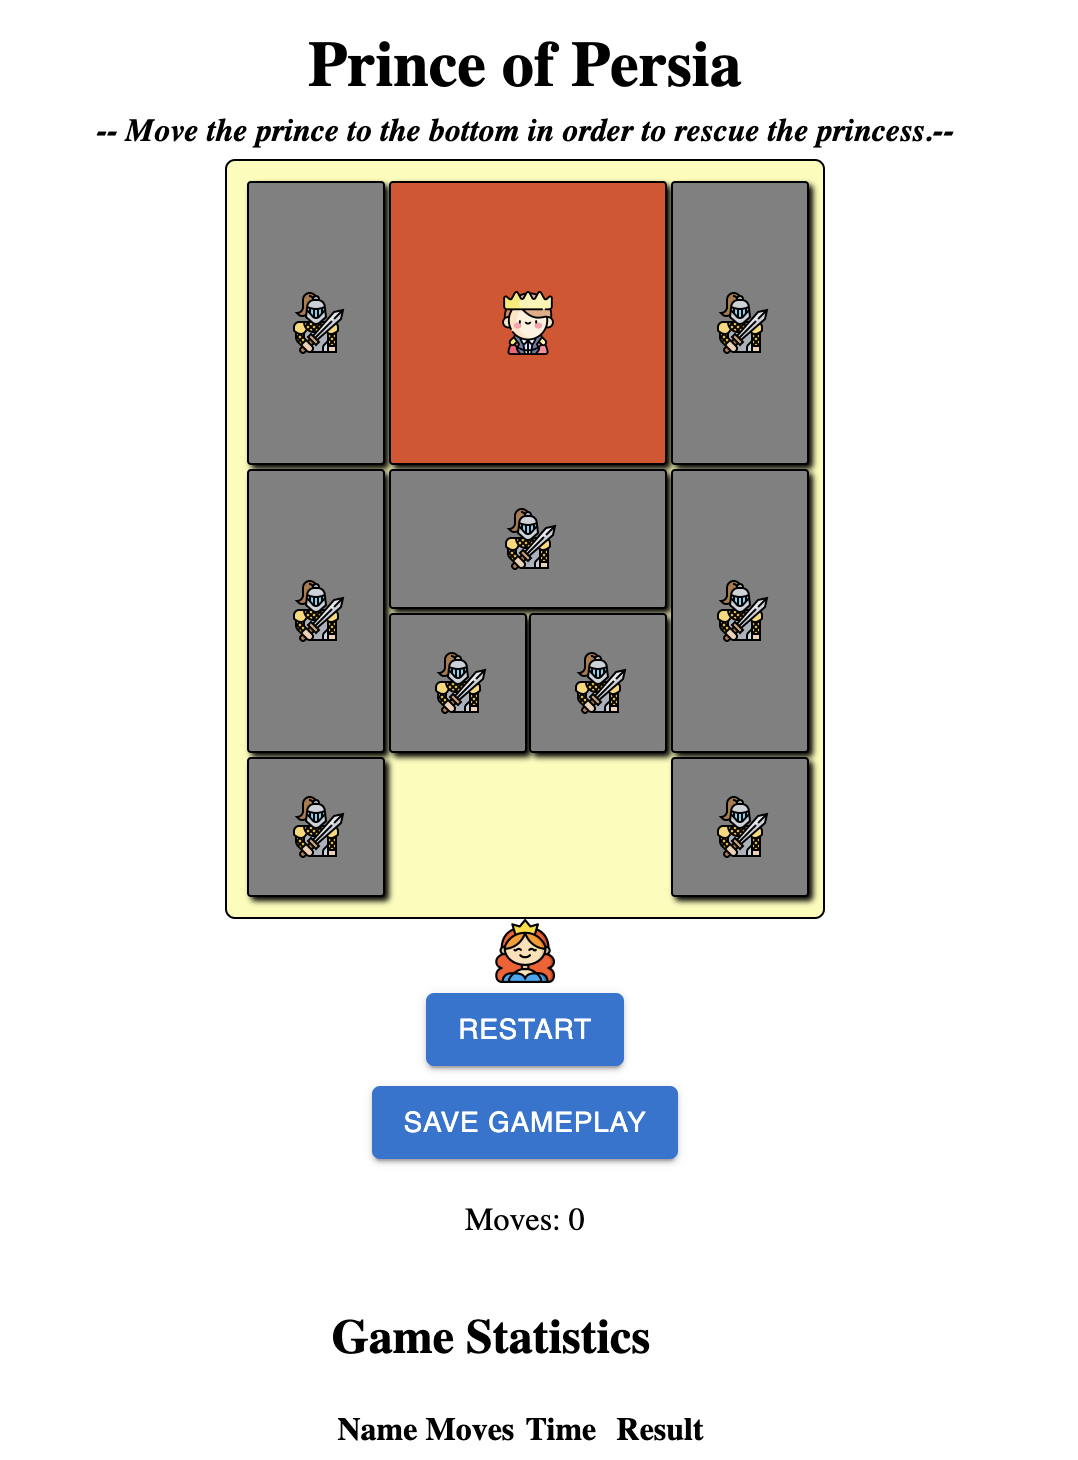 Prince of Persia
-- Move the prince to the bottom in order to rescue the princess.--
RESTART
SAVE GAMEPLAY
Moves: 0
Game Statistics
Name Moves Time Result